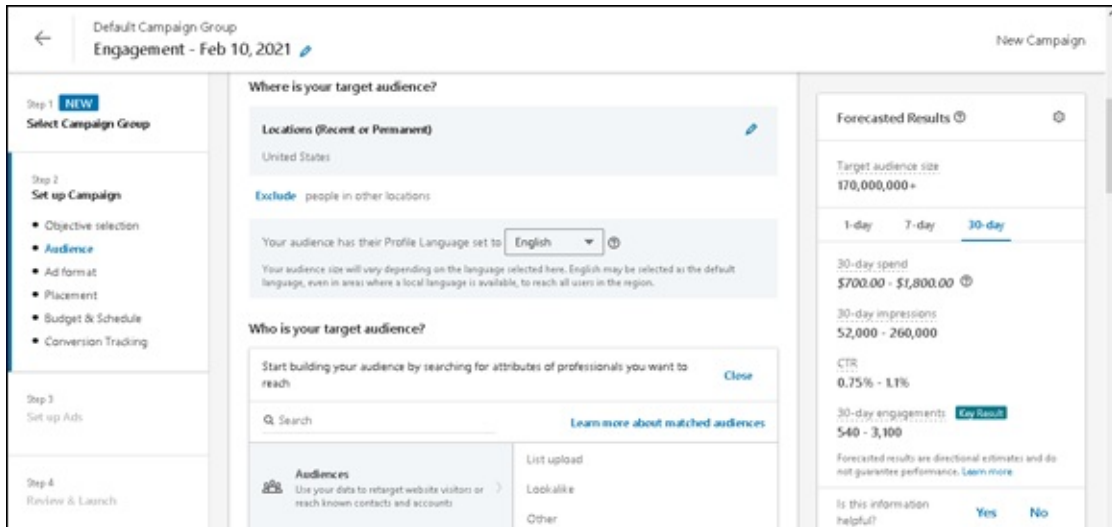 Default Campaign Group
Engagement - Feb 10, 2021
New Campaign
Step 1 NEW
Select Campaign Group
Step 2
Set up Campaign
Objective selection
Audience
Ad format
Placement
Budget & Schedule
Conversion Tracking
Step 3
Set up Ads
Step 4
Review & Launch
Where is your target audience?
Locations (Recent or Permanent)
United States
Exclude people in other locations
Your audience has their Profile Language set to English
Your audience size will vary depending on the language selected here. English may be selected as the default
language, even in areas where a local language is available, to reach all users in the region.
Who is your target audience?
Start building your audience by searching for attributes of professionals you want to
reach
Close
Search
Learn more about matched audiences
Audiences
Use your data to retarget website visitors or
reach known contacts and accounts
List upload
Lookalike
Other
Forecasted Results
Target audience size
170,000,000+
1-day 7-day 30-day
30-day spend
$700.00 - $1,800.00
30-day impressions
52,000 - 260,000
CTR
0.75% - 1.1%
30-day engagements Key Result
540 - 3,100
Forecasted results are directional estimates and do
not guarantee performance. Learn more
Is this information
helpful?
Yes No